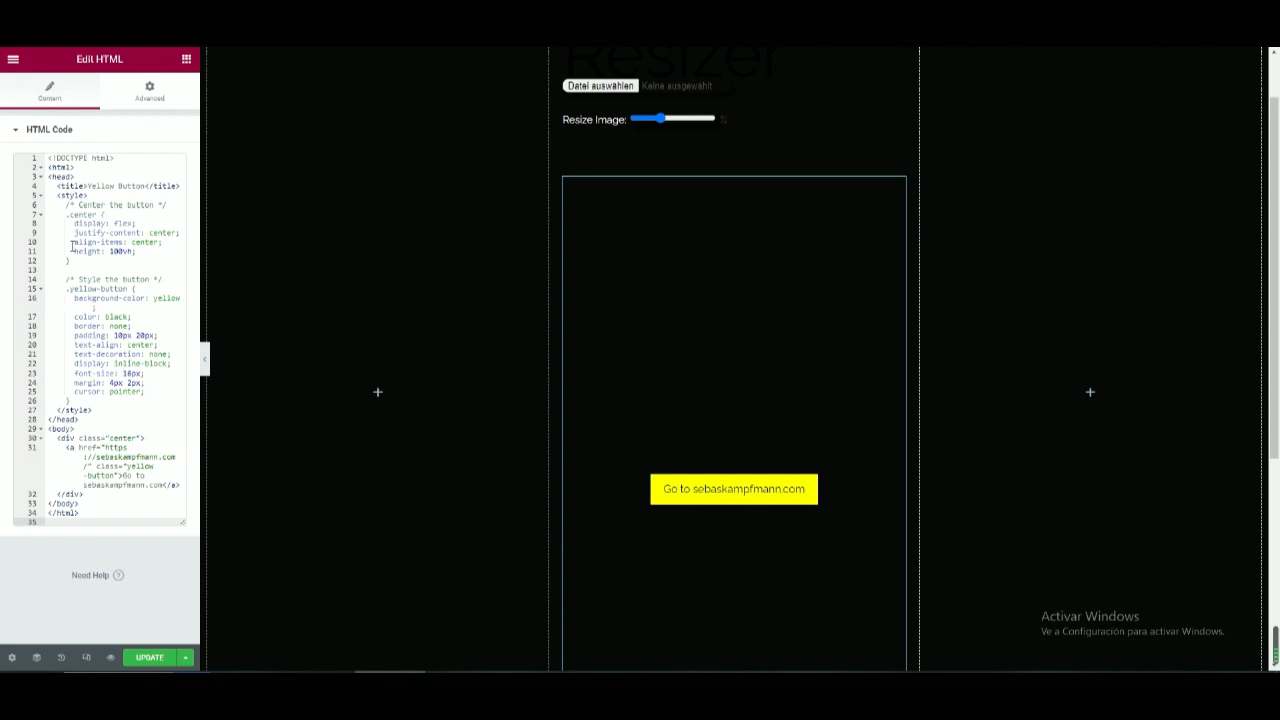 Edit HTML
Content
Advanced
HTML Code
1 <!DOCTYPE html>
2 <html>
3 <head>
4 <title>Yellow Button</title>
5 <style>
6 /* Center the button */
7 .center {
8 display: flex;
9 justify-content: center;
10 align-items: center;
11 height: 100vh;
12 }
13
14 /* Style the button */
15 .yellow-button {
16 background-color: yellow
;
17 color: black;
18 border: none;
19 padding: 10px 20px;
20 text-align: center;
21 text-decoration: none;
22 display: inline-block;
23 font-size: 16px;
24 margin: 4px 2px;
25 cursor: pointer;
26 }
27 </style>
28 </head>
29 <body>
30 <div class="center">
31 <a href="https
://sebaskampfmann.com
/" class="yellow
-button">Go to
sebaskampfmann.com</a>
32 </div>
33 </body>
34 </html>
35
Need Help ?
UPDATE
Resizer
Datei auswählen Keine ausgewählt
Resize Image: %
Go to sebaskampfmann.com
Activar Windows
Ve a Configuración para activar Windows.